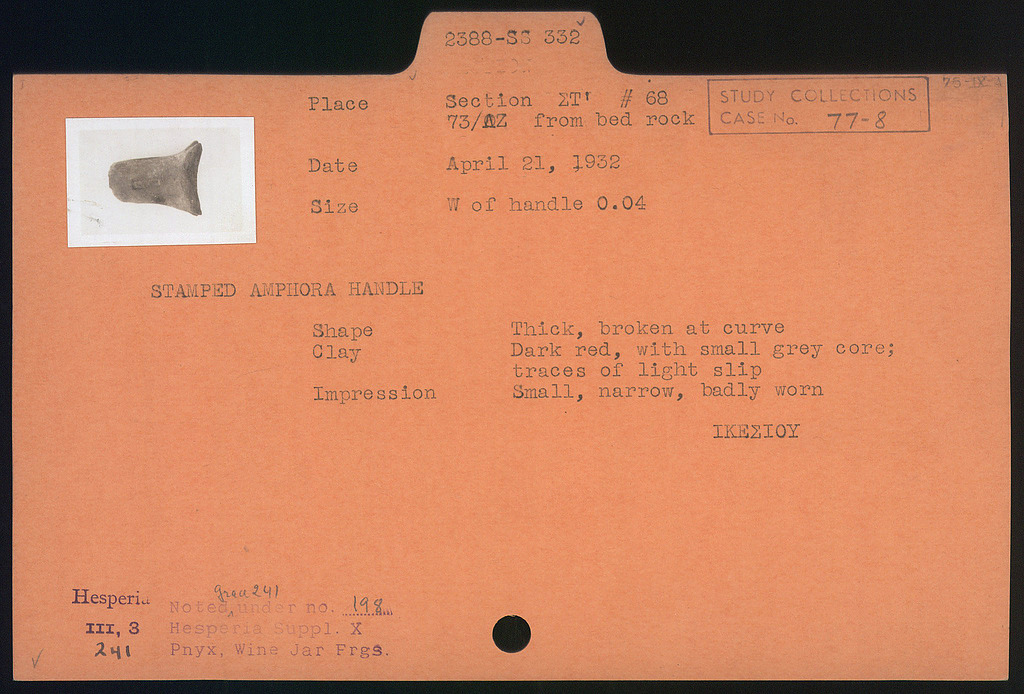 2388-SS 332
Place Section ΣΤ' # 68
73/ΛΖ from bed rock
STUDY COLLECTIONS
CASE No. 77-8
Date April 21, 1932
Size W of handle 0.04
STAMPED AMPHORA HANDLE
Shape Thick, broken at curve
Clay Dark red, with small grey core;
traces of light slip
Impression Small, narrow, badly worn
ΙΚΕΣΙΟΥ
Hesperia
III, 3
241
Grace 241
Noted under no. 198
Hesperia Suppl. X
Pnyx, Wine Jar Frgs.